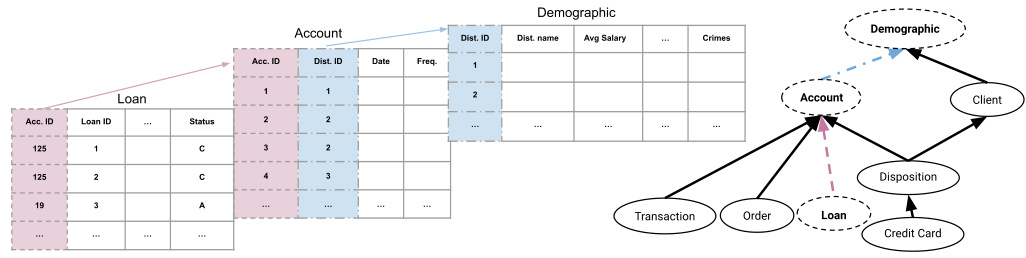 Loan
Acc. ID Loan ID ... Status
125 1 C
125 2 C
19 3 A
... ... ... ...
Account
Acc. ID Dist. ID Date Freq.
1 1
2 2
3 2
4 3
... ... ... ...
Demographic
Dist. ID Dist. name Avg Salary ... Crimes
1
2
... ... ... ... ...
Demographic
Account
Client
Disposition
Transaction
Order
Loan
Credit Card